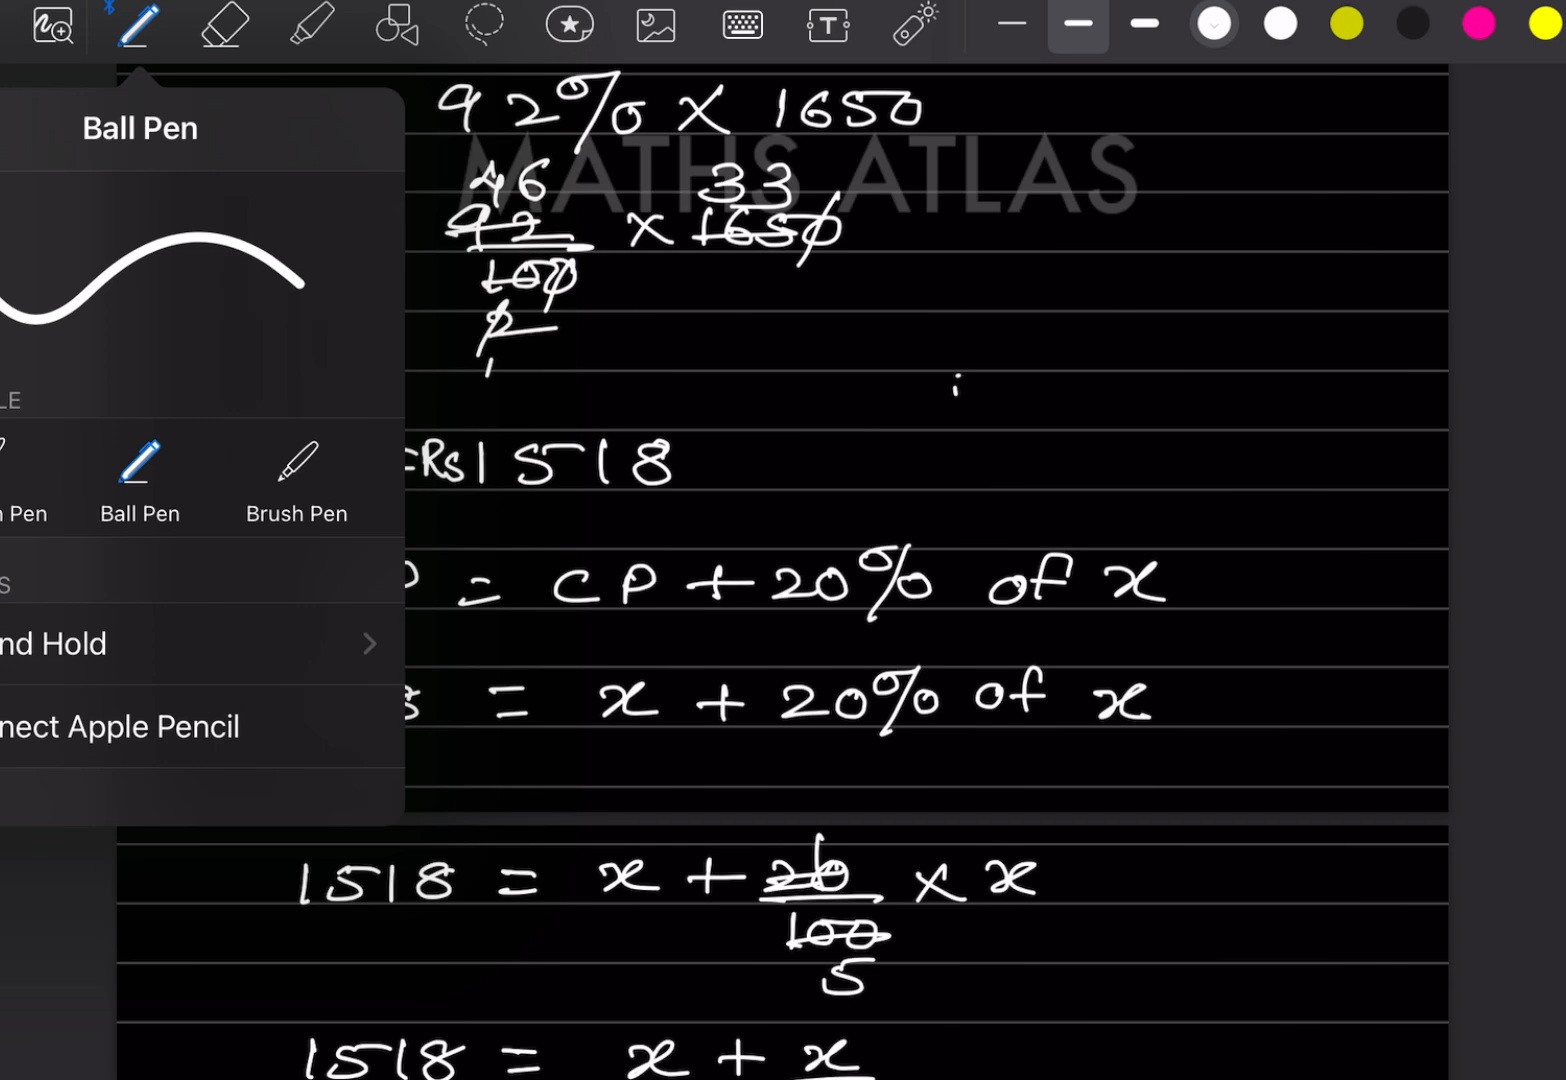 Ball Pen
92% × 1650
MATHS ATLAS
46 33
92 × 1650
100
2
1
LE
=Rs 1518
Pen
Ball Pen
Brush Pen
= CP + 20% of x
S
nd Hold
= x + 20% of x
nect Apple Pencil
1
1518 = x + 20 × x
100
5
1518 = x + x